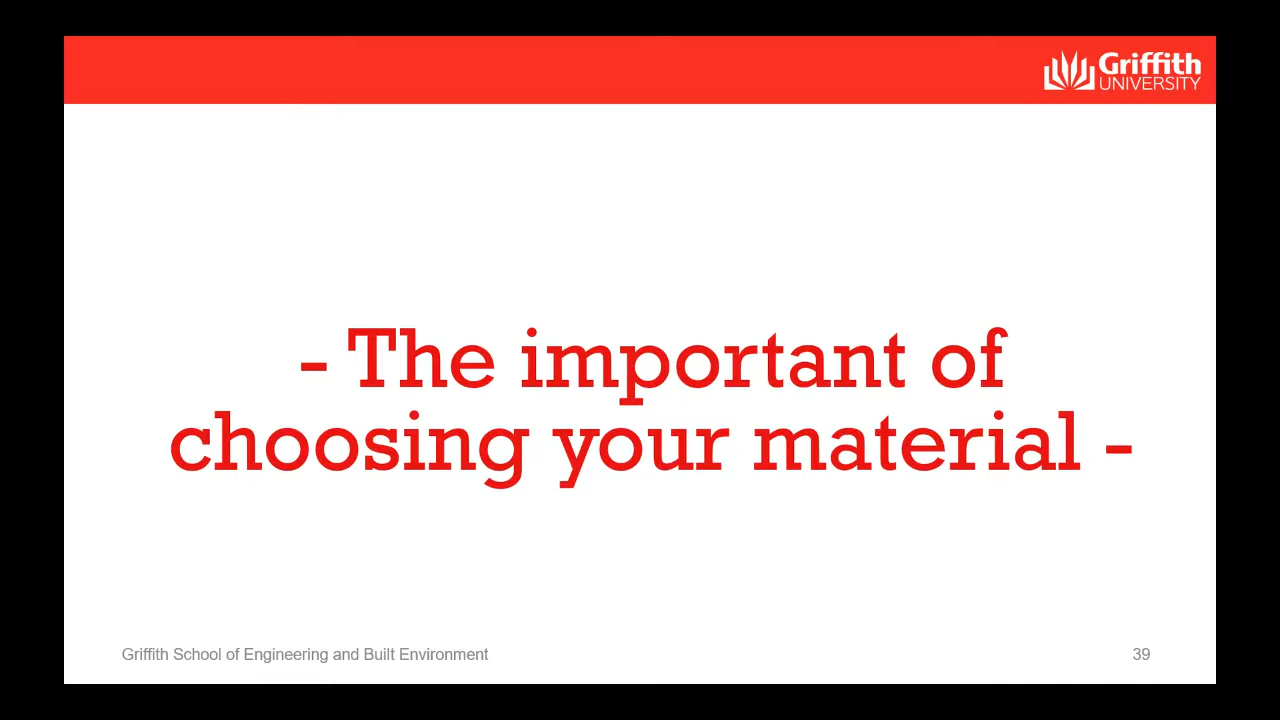 Griffith
UNIVERSITY
- The important of
choosing your material -
Griffith School of Engineering and Built Environment
39